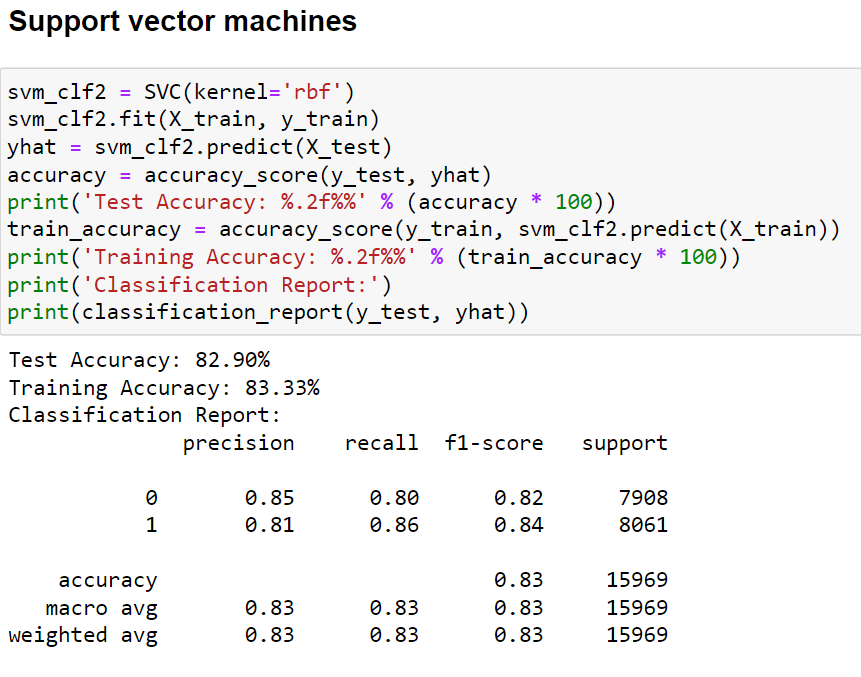 Support vector machines
svm_clf2 = SVC(kernel='rbf')
svm_clf2.fit(X_train, y_train)
yhat = svm_clf2.predict(X_test)
accuracy = accuracy_score(y_test, yhat)
print('Test Accuracy: %.2f%%' % (accuracy * 100))
train_accuracy = accuracy_score(y_train, svm_clf2.predict(X_train))
print('Training Accuracy: %.2f%%' % (train_accuracy * 100))
print('Classification Report:')
print(classification_report(y_test, yhat))
Test Accuracy: 82.90%
Training Accuracy: 83.33%
Classification Report:
              precision    recall  f1-score   support
           0       0.85      0.80      0.82      7908
           1       0.81      0.86      0.84      8061
    accuracy                           0.83     15969
   macro avg       0.83      0.83      0.83     15969
weighted avg       0.83      0.83      0.83     15969